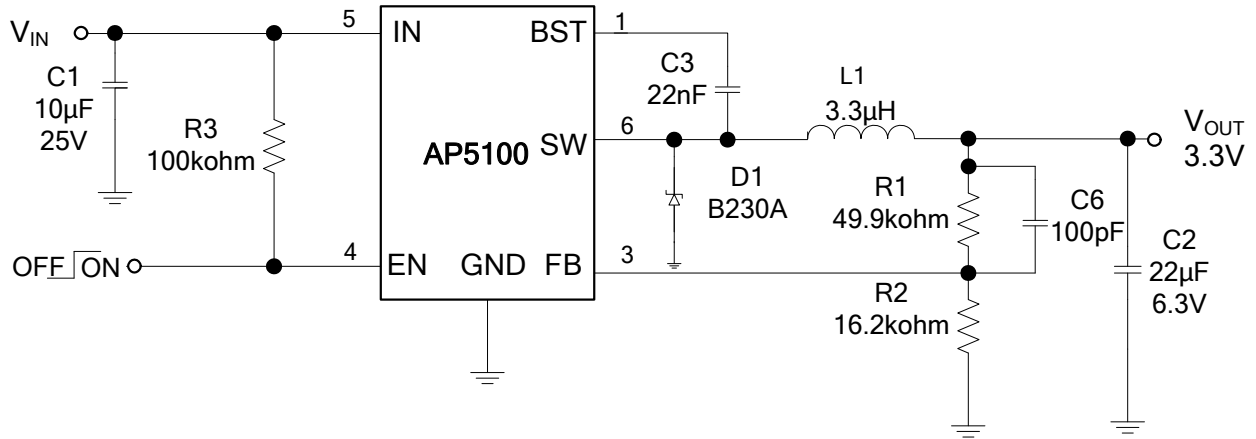 V_IN
5
IN
BST
1
C1
10µF
25V
R3
100kohm
C3
22nF
L1
3.3µH
AP5100
SW
6
V_OUT
3.3V
D1
B230A
R1
49.9kohm
C6
100pF
OFF ON
4
EN
GND
FB
3
C2
22µF
6.3V
R2
16.2kohm